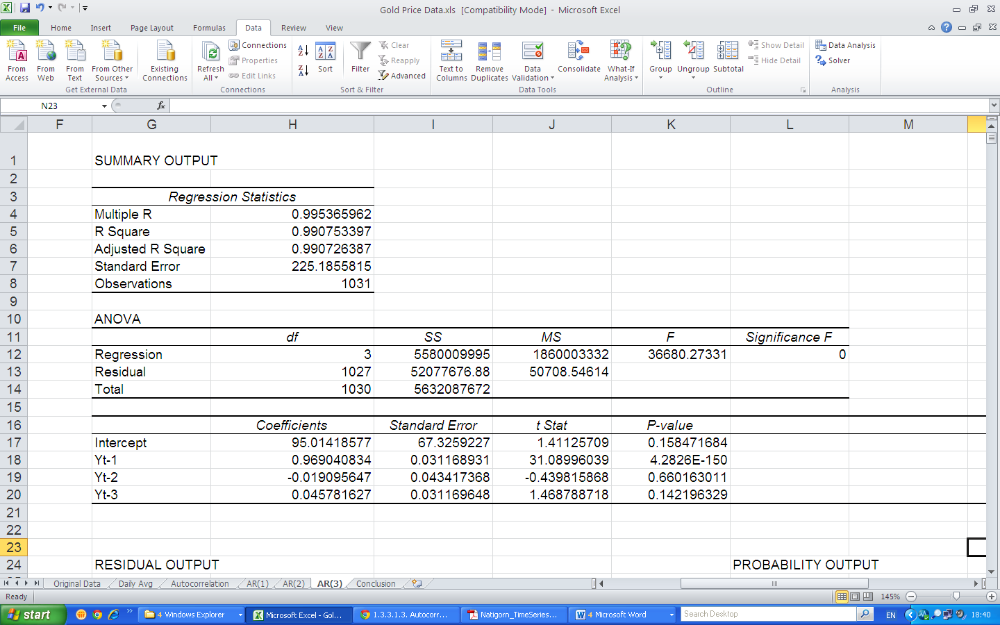 Gold Price Data.xls [Compatibility Mode] - Microsoft Excel
File Home Insert Page Layout Formulas Data Review View
From Access From Web From Text From Other Sources Existing Connections
Get External Data
Refresh All Connections Properties Edit Links
Connections
Sort Filter Clear Reapply Advanced
Sort & Filter
Text to Columns Remove Duplicates Data Validation Consolidate What-If Analysis
Data Tools
Group Ungroup Subtotal Show Detail Hide Detail
Outline
Data Analysis Solver
Analysis
N23 fx
F G H I J K L M
1 SUMMARY OUTPUT
2
3 Regression Statistics
4 Multiple R 0.995365962
5 R Square 0.990753397
6 Adjusted R Square 0.990726387
7 Standard Error 225.1855815
8 Observations 1031
9
10 ANOVA
11 df SS MS F Significance F
12 Regression 3 5580009995 1860003332 36680.27331 0
13 Residual 1027 52077676.88 50708.54614
14 Total 1030 5632087672
15
16 Coefficients Standard Error t Stat P-value
17 Intercept 95.01418577 67.3259227 1.41125709 0.158471684
18 Yt-1 0.969040834 0.031168931 31.08996039 4.2826E-150
19 Yt-2 -0.019095647 0.043417368 -0.439815868 0.660163011
20 Yt-3 0.045781627 0.031169648 1.468788718 0.142196329
21
22
23
24 RESIDUAL OUTPUT PROBABILITY OUTPUT
Original Data Daily Avg Autocorrelation AR(1) AR(2) AR(3) Conclusion
Ready 145%
start 4 Windows Explorer Microsoft Excel - Gol... 1.3.3.1.3. Autocorr... Natigorn_TimeSeries... 4 Microsoft Word Search Desktop EN 18:40